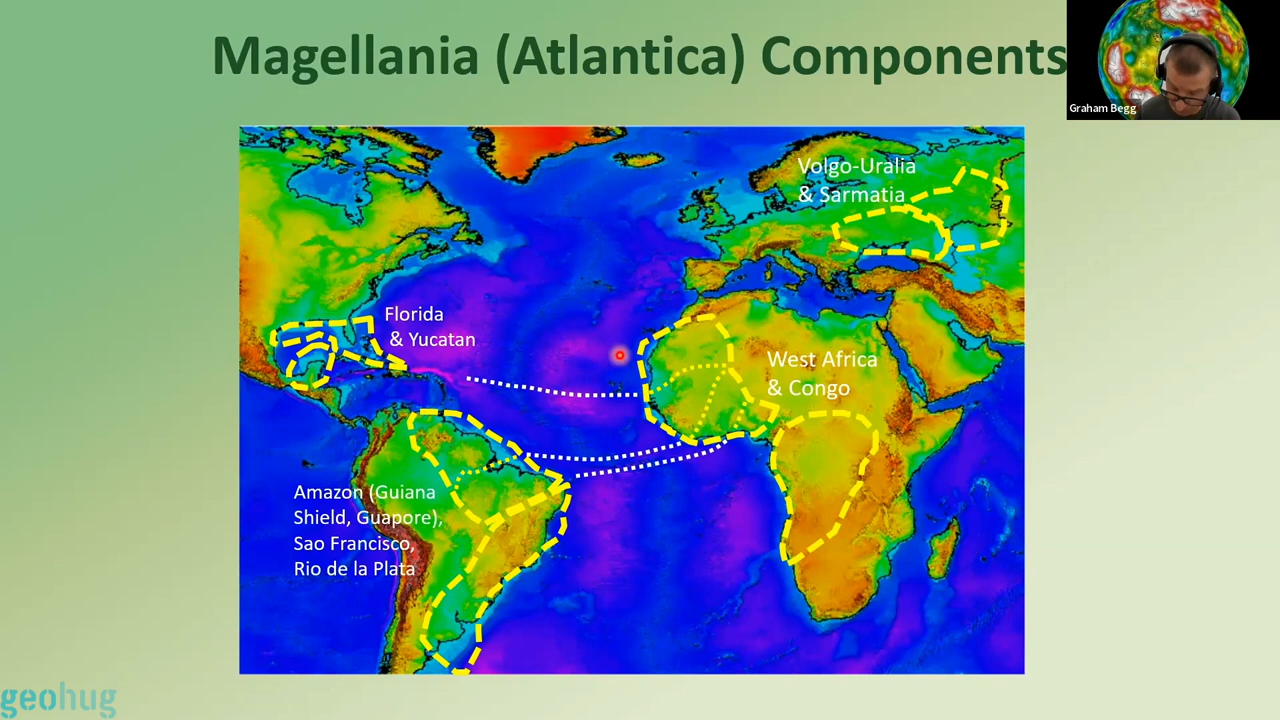 Magellania (Atlantica) Components
Graham Begg
Volgo-Uralia
& Sarmatia
Florida
& Yucatan
West Africa
& Congo
Amazon (Guiana
Shield, Guapore),
Sao Francisco,
Rio de la Plata
geohug